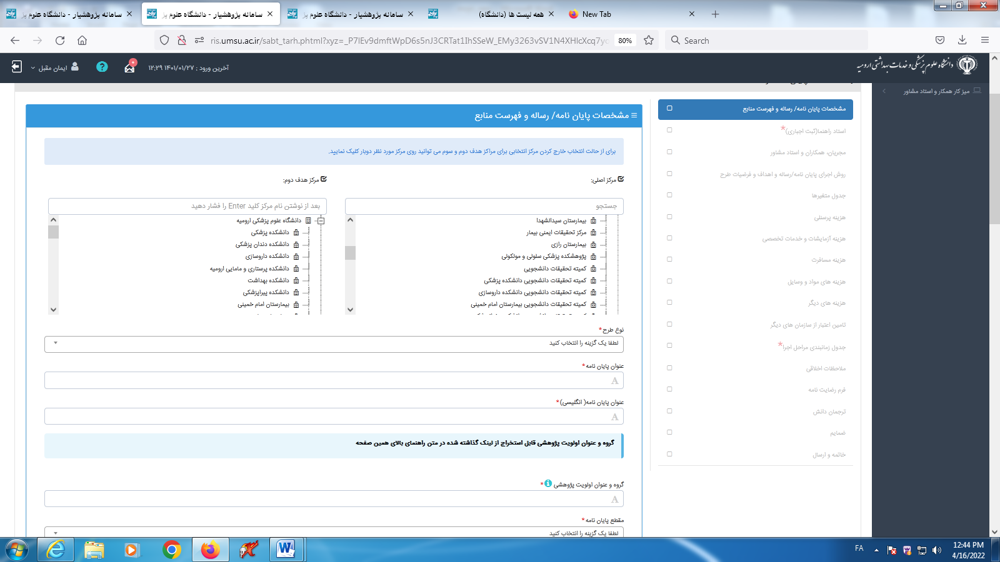 سامانه پژوهشیار - دانشگاه علوم پز
سامانه پژوهشیار - دانشگاه علوم پز
سامانه پژوهشیار - دانشگاه علوم پز
همه لیست ها (دانشگاه)
New Tab
80%
Search
دانشگاه علوم پزشکی و خدمات بهداشتی ارومیه
آخرین ورود : ۱۴۰۱/۰۱/۲۷ ۱۲:۲۹
ایمان مقبل
میز کار همکار و استاد مشاور
مشخصات پایان نامه/ رساله و فهرست منابع
استاد راهنما(ثبت اجباری)*
مجریان، همکاران و استاد مشاور
روش اجرای پایان نامه/رساله و اهداف و فرضیات طرح
جدول متغیرها
هزینه پرسنلی
هزینه آزمایشات و خدمات تخصصی
هزینه مسافرت
هزینه های مواد و وسایل
هزینه های دیگر
تامین اعتبار از سازمان های دیگر
جدول زمانبندی مراحل اجرا*
ملاحظات اخلاقی
فرم رضایت نامه
ترجمان دانش
ضمایم
خاتمه و ارسال
مشخصات پایان نامه/ رساله و فهرست منابع
برای از حالت انتخاب خارج کردن مرکز انتخابی برای مراکز هدف دوم و سوم می توانید روی مرکز مورد نظر دوبار کلیک نمایید.
مرکز اصلی:
جستجو
بیمارستان سیدالشهدا
مرکز تحقیقات ایمنی بیمار
بیمارستان رازی
پژوهشکده پزشکی سلولی و مولکولی
کمیته تحقیقات دانشجویی
کمیته تحقیقات دانشجویی دانشکده پزشکی
کمیته تحقیقات دانشجویی دانشکده داروسازی
کمیته تحقیقات دانشجویی بیمارستان امام خمینی
مرکز هدف دوم:
بعد از نوشتن نام مرکز کلید Enter را فشار دهید
دانشگاه علوم پزشکی ارومیه
دانشکده پزشکی
دانشکده دندان پزشکی
دانشکده داروسازی
دانشکده پرستاری و مامایی ارومیه
دانشکده بهداشت
دانشکده پیراپزشکی
بیمارستان امام خمینی
نوع طرح*
لطفا یک گزینه را انتخاب کنید
عنوان پایان نامه*
عنوان پایان نامه( انگلیسی)*
گروه و عنوان اولویت پژوهشی قابل استخراج از لینک گذاشته شده در متن راهنمای بالای همین صفحه
گروه و عنوان اولویت پژوهشی *
مقطع پایان نامه*
لطفا یک گزینه را انتخاب کنید
FA
12:44 PM
4/16/2022